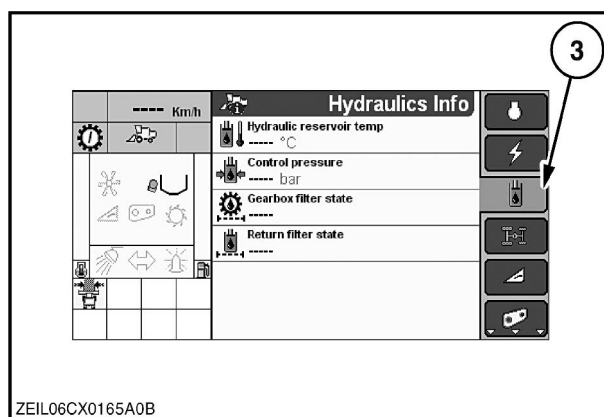 3
---- Km/h
Hydraulics Info
Hydraulic reservoir temp
----- °C
Control pressure
----- bar
Gearbox filter state
-----
Return filter state
-----
ZEIL06CX0165A0B